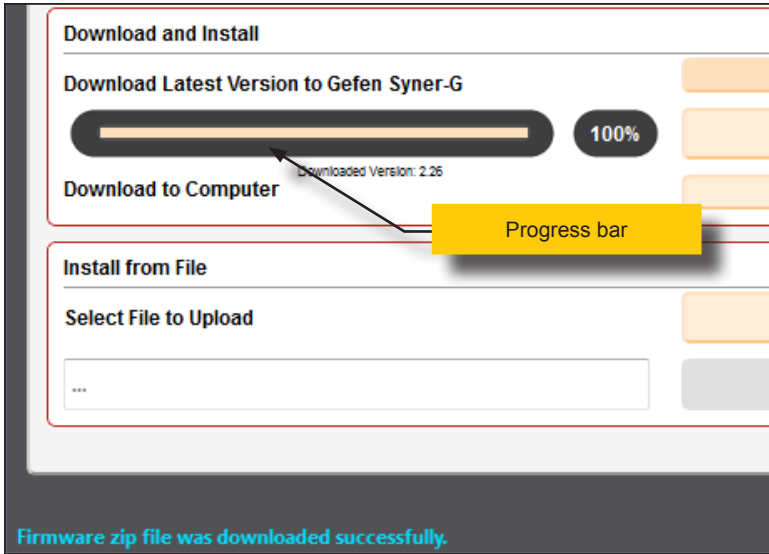 Download and Install
Download Latest Version to Gefen Syner-G
100%
Downloaded Version: 2.26
Download to Computer
Progress bar
Install from File
Select File to Upload
...
Firmware zip file was downloaded successfully.